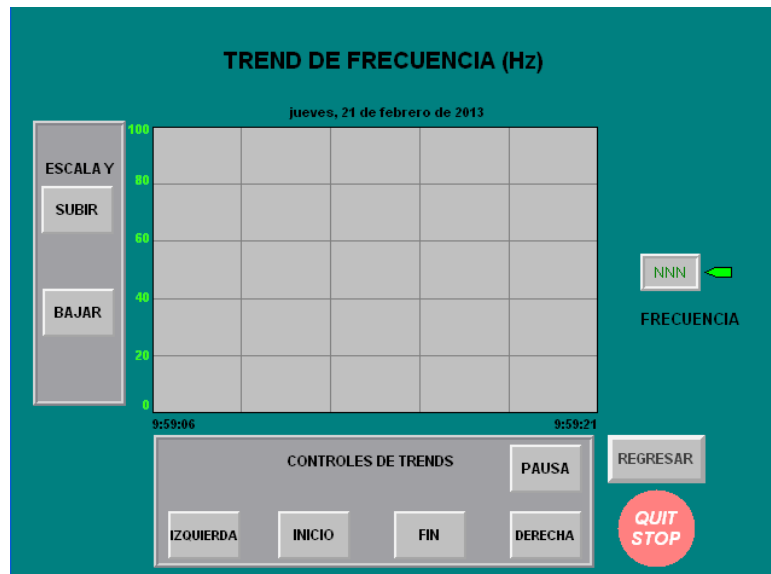 TREND DE FRECUENCIA (Hz)
jueves, 21 de febrero de 2013
100
ESCALA Y
80
SUBIR
60
NNN
40
BAJAR
FRECUENCIA
20
0
9:59:06
9:59:21
CONTROLES DE TRENDS
PAUSA
REGRESAR
IZQUIERDA
INICIO
FIN
DERECHA
QUIT
STOP